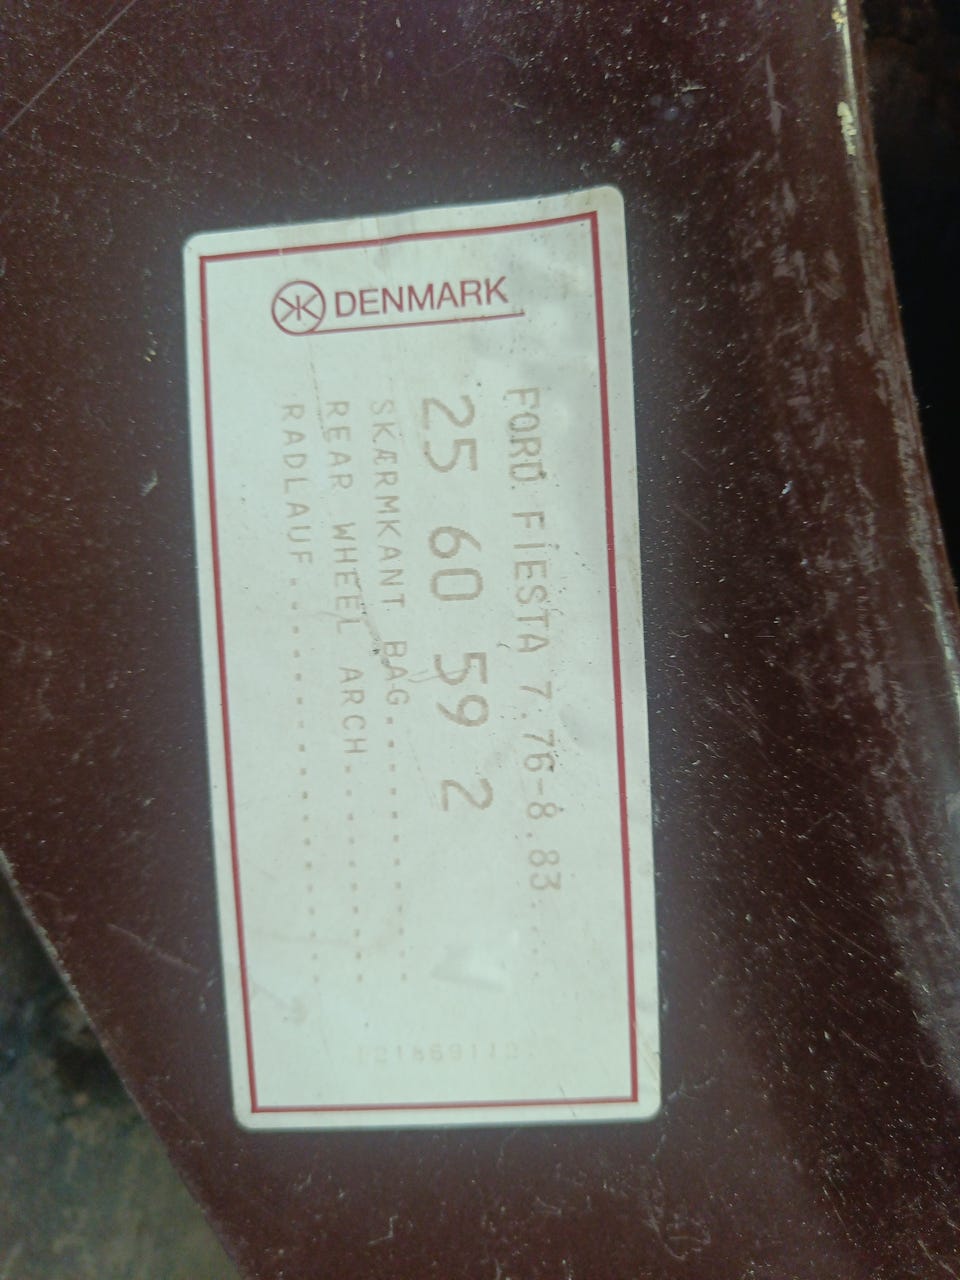 DENMARK
FORD FIESTA 7.76-8.83....
25 60 59 2
SKÆRMKANT BAG............
REAR WHEEL ARCH..........
RADLAUF..................